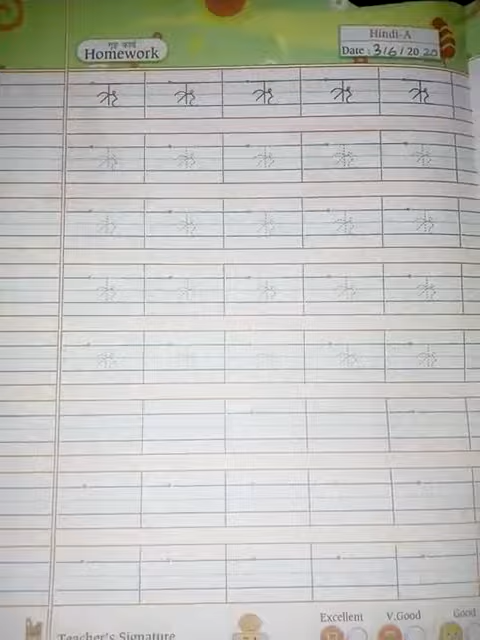 Hindi-A
गृह कार्य
Homework
Date : 3/6/2020
ऋ ऋ ऋ ऋ ऋ
ऋ ऋ ऋ ऋ ऋ
ऋ ऋ ऋ ऋ ऋ
ऋ ऋ ऋ ऋ ऋ
ऋ ऋ ऋ ऋ
Excellent V.Good Good
Teacher's Signature